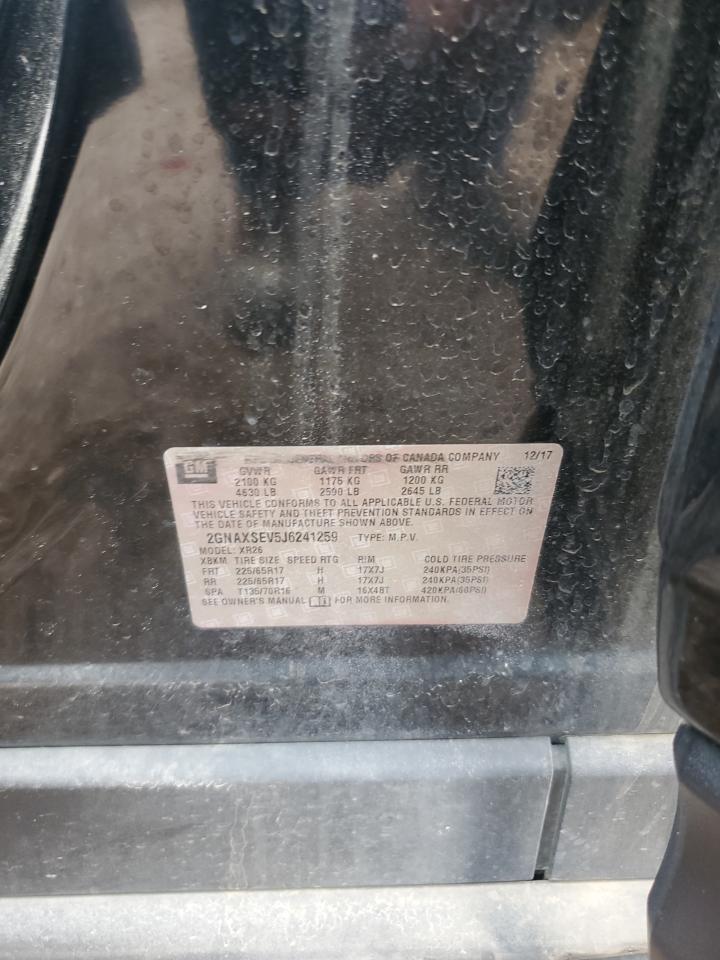 GM
MFD BY GENERAL MOTORS OF CANADA COMPANY 12/17
GVWR GAWR FRT GAWR RR
2100 KG 1175 KG 1200 KG
4630 LB 2590 LB 2645 LB
THIS VEHICLE CONFORMS TO ALL APPLICABLE U.S. FEDERAL MOTOR
VEHICLE SAFETY AND THEFT PREVENTION STANDARDS IN EFFECT ON
THE DATE OF MANUFACTURE SHOWN ABOVE.
2GNAXSEV5J6241259 TYPE: M.P.V.
MODEL: XR26
XBKM TIRE SIZE SPEED RTG RIM COLD TIRE PRESSURE
FRT 225/65R17 H 17X7J 240KPA(35PSI)
RR 225/65R17 H 17X7J 240KPA(35PSI)
SPA T135/70R16 M 16X4BT 420KPA(60PSI)
SEE OWNER'S MANUAL FOR MORE INFORMATION.